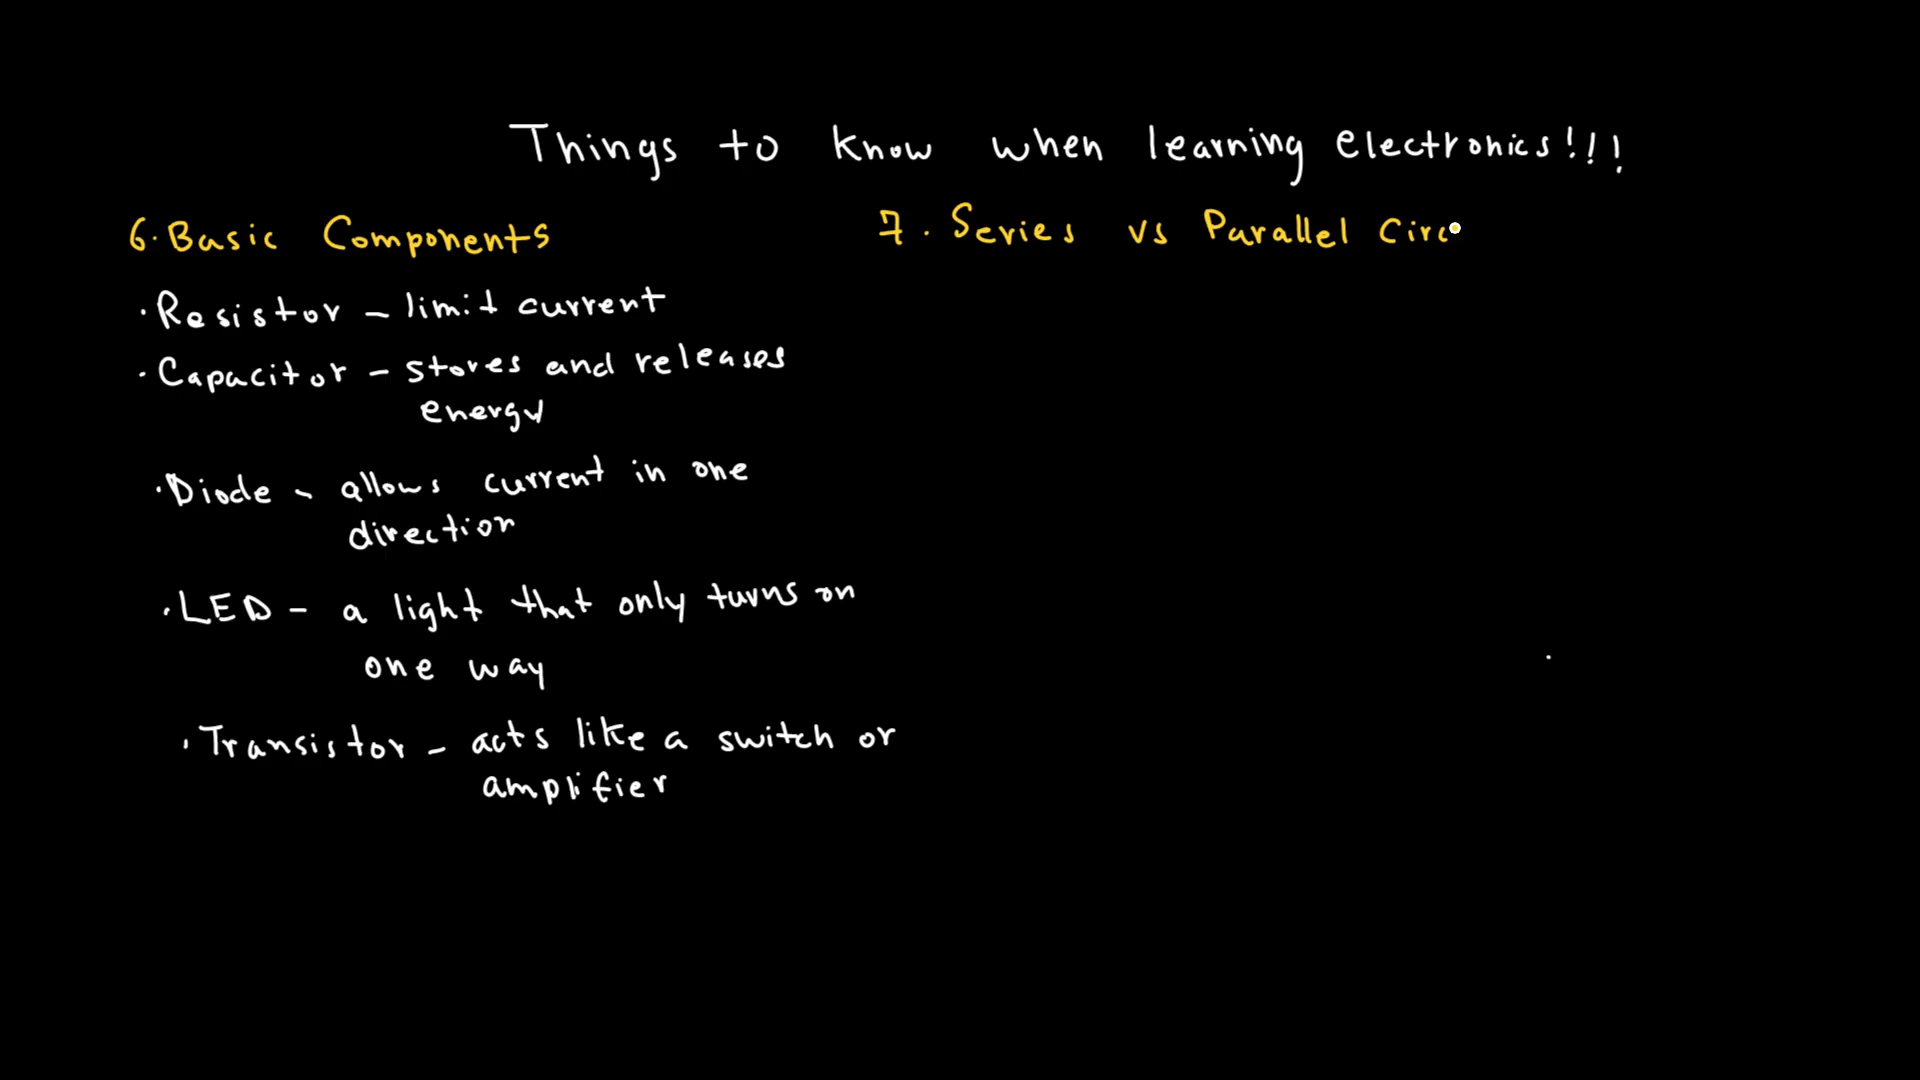 Things to know when learning electronics!!!
6. Basic Components
· Resistor - limit current
· Capacitor - stores and releases
energy
· Diode - allows current in one
direction
· LED - a light that only turns on
one way
· Transistor - acts like a switch or
amplifier
7. Series vs Parallel Circ